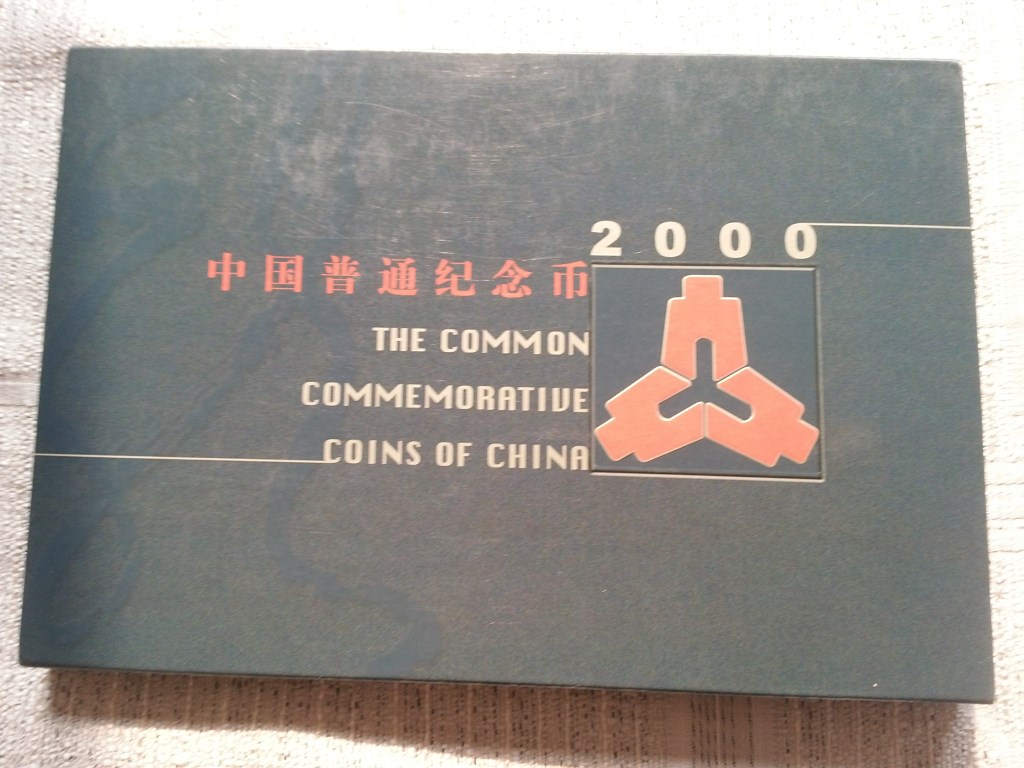 2000
中国普通纪念币
THE COMMON
COMMEMORATIVE
COINS OF CHINA